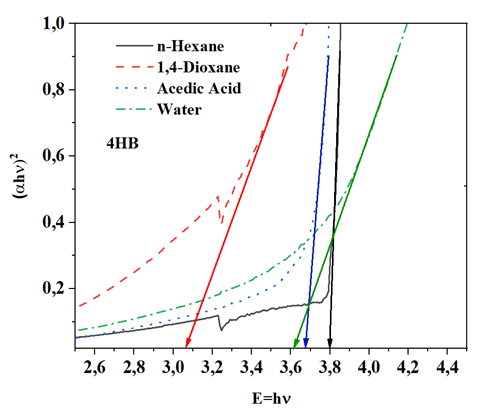 1,0
0,8
0,6
0,4
0,2
(αhν)²
n-Hexane
1,4-Dioxane
Acedic Acid
Water
4HB
2,6 2,8 3,0 3,2 3,4 3,6 3,8 4,0 4,2 4,4
E=hν